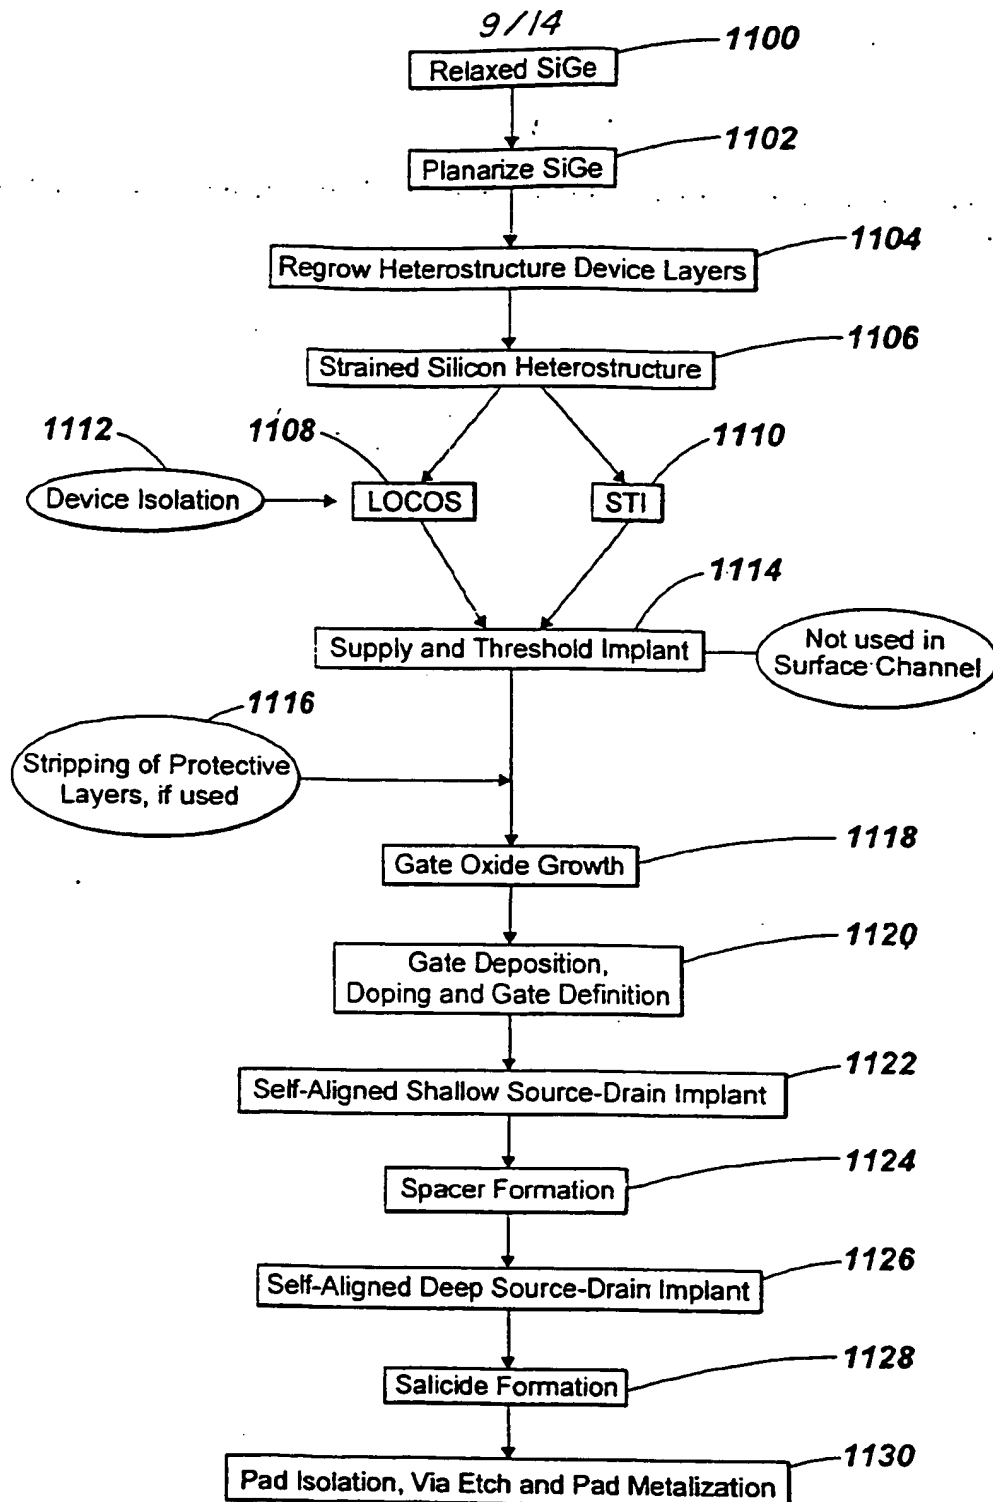 9/14
1100
Relaxed SiGe
1102
Planarize SiGe
1104
Regrow Heterostructure Device Layers
1106
Strained Silicon Heterostructure
1112
1108
1110
Device Isolation
LOCOS
STI
1114
Supply and Threshold Implant
Not used in
Surface Channel
1116
Stripping of Protective
Layers, if used
1118
Gate Oxide Growth
1120
Gate Deposition,
Doping and Gate Definition
1122
Self-Aligned Shallow Source-Drain Implant
1124
Spacer Formation
1126
Self-Aligned Deep Source-Drain Implant
1128
Salicide Formation
1130
Pad Isolation, Via Etch and Pad Metalization